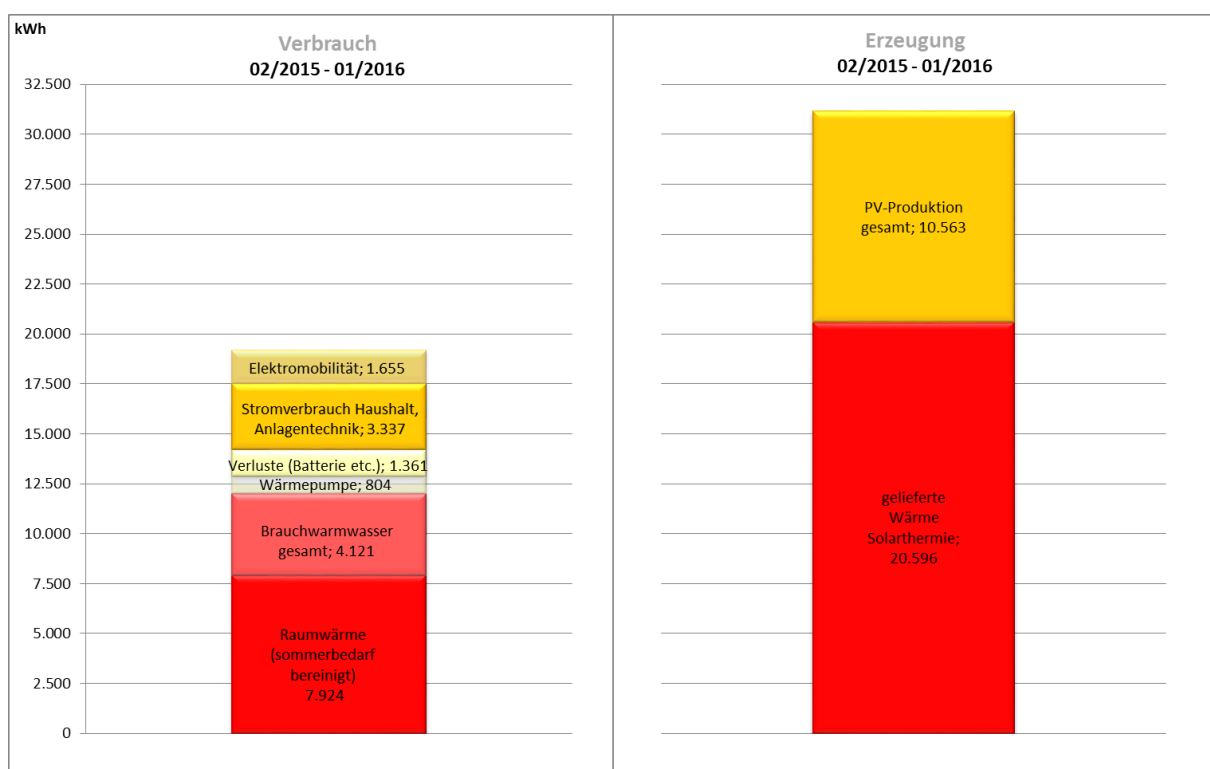 kWh
Verbrauch
02/2015 - 01/2016
32.500
30.000
27.500
25.000
22.500
20.000
17.500
15.000
12.500
10.000
7.500
5.000
2.500
0
Elektromobilität; 1.655
Stromverbrauch Haushalt,
Anlagentechnik; 3.337
Verluste (Batterie etc.); 1.361
Wärmepumpe; 804
Brauchwarmwasser
gesamt; 4.121
Raumwärme
(sommerbedarf
bereinigt)
7.924
Erzeugung
02/2015 - 01/2016
PV-Produktion
gesamt; 10.563
gelieferte
Wärme
Solarthermie;
20.596